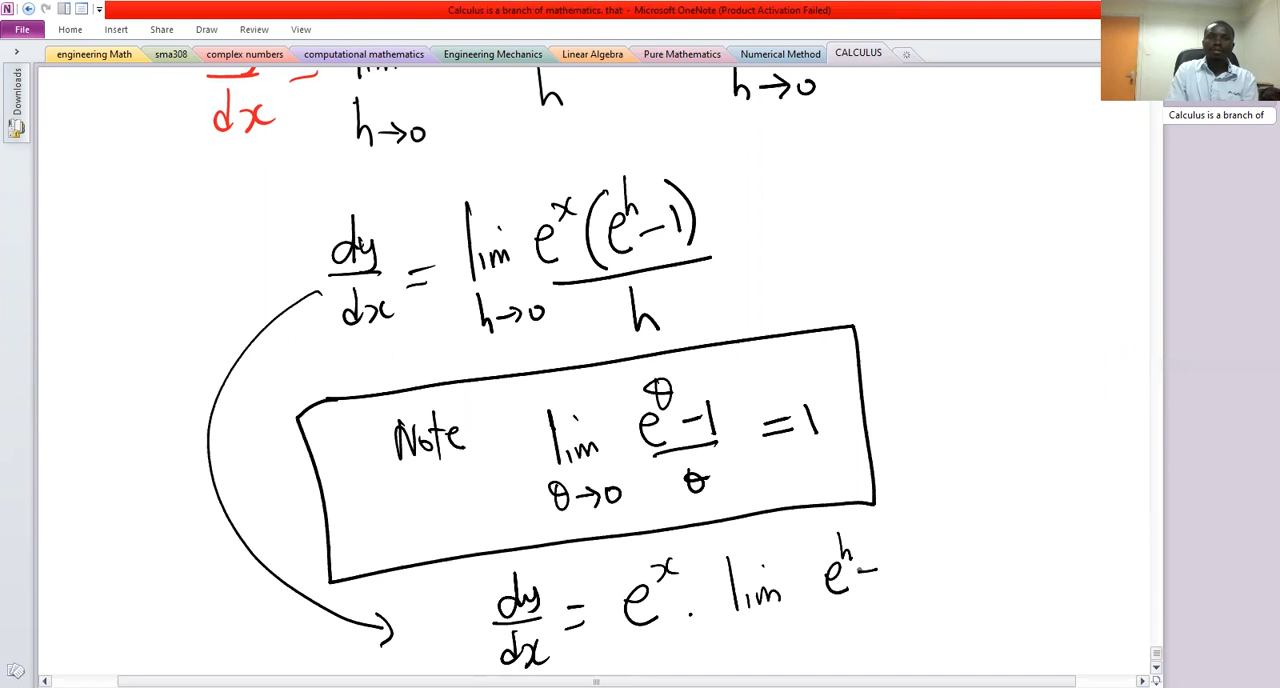 Calculus is a branch of mathematics. that - Microsoft OneNote (Product Activation Failed)
File Home Insert Share Draw Review View
engineering Math sma308 complex numbers computational mathematics Engineering Mechanics Linear Algebra Pure Mathematics Numerical Method CALCULUS
Downloads
Calculus is a branch of
dx h→0 h h→0
dy/dx = lim h→0 e^x (e^h - 1) / h
Note lim θ→0 (e^θ - 1) / θ = 1
dy/dx = e^x . lim e^h -